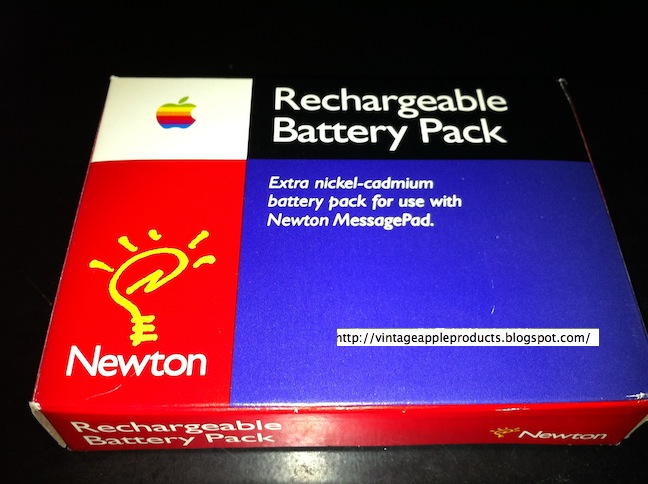 Rechargeable
Battery Pack
Extra nickel-cadmium
battery pack for use with
Newton MessagePad.
http://vintageappleproducts.blogspot.com/
Newton
Rechargeable
Battery Pack
Newton